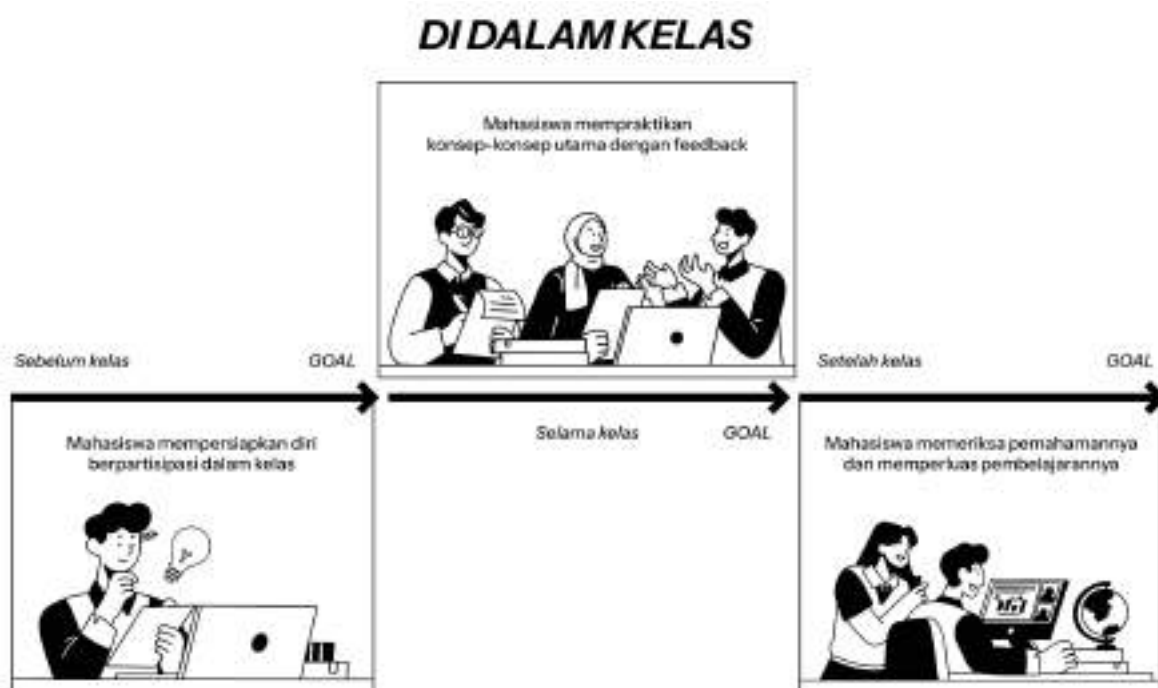 DI DALAM KELAS
Mahasiswa mempraktikan
konsep-konsep utama dengan feedback
Sebelum kelas
GOAL
Setelah kelas
GOAL
Selama kelas
GOAL
Mahasiswa mempersiapkan diri
berpartisipasi dalam kelas
Mahasiswa memeriksa pemahamannya
dan memperluas pembelajarannya